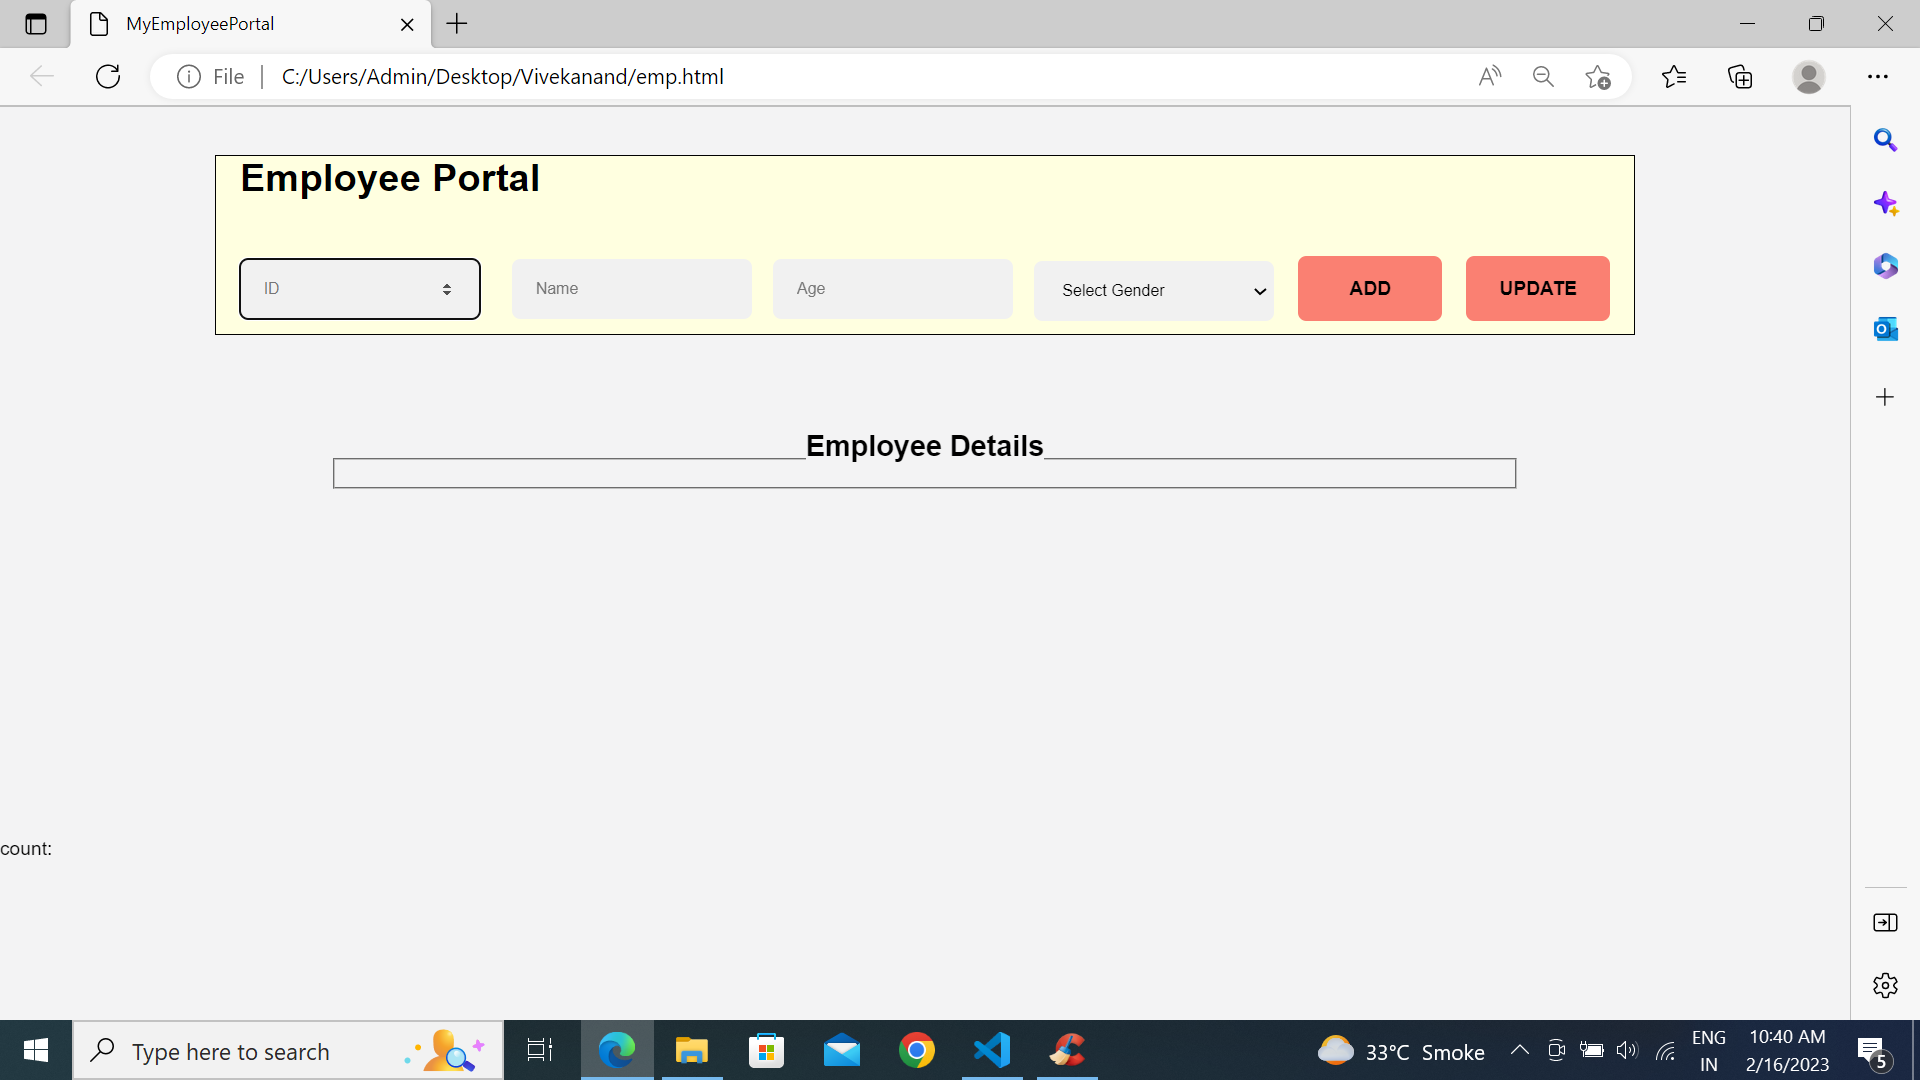 MyEmployeePortal
File C:/Users/Admin/Desktop/Vivekanand/emp.html
Employee Portal
ID Name Age Select Gender ADD UPDATE
Employee Details
count:
Type here to search
33°C Smoke
ENG
IN
10:40 AM
2/16/2023
5